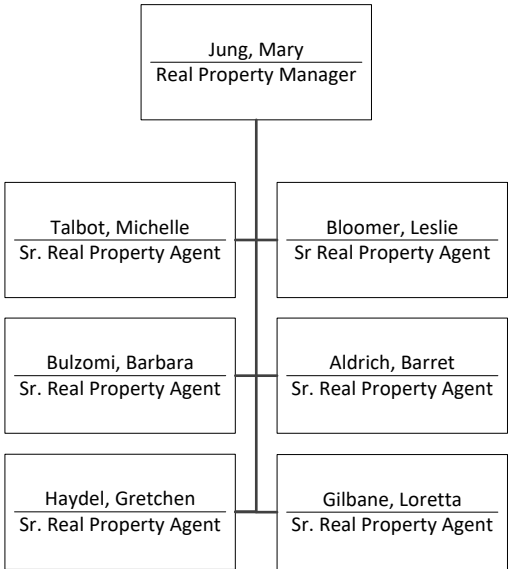 Jung, Mary
Real Property Manager
Talbot, Michelle
Sr. Real Property Agent
Bloomer, Leslie
Sr Real Property Agent
Bulzomi, Barbara
Sr. Real Property Agent
Aldrich, Barret
Sr. Real Property Agent
Haydel, Gretchen
Sr. Real Property Agent
Gilbane, Loretta
Sr. Real Property Agent